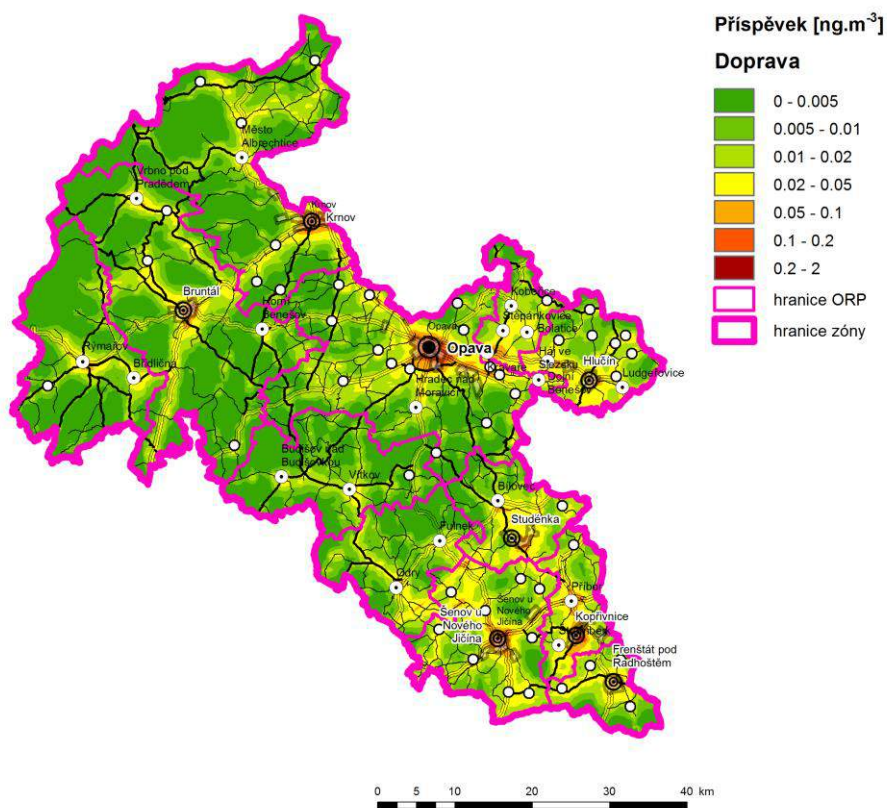 Příspěvek [ng.m-3]
Doprava
0 - 0.005
0.005 - 0.01
0.01 - 0.02
0.02 - 0.05
0.05 - 0.1
0.1 - 0.2
0.2 - 2
hranice ORP
hranice zóny
Město
Albrechtice
Vrbno pod
Pradědem
Krnov
Krnov
Bruntál
Horní
Benešov
Rýmařov
Břidličná
Kobeřice
Štěpánkovice
Bolatice
Opava
Opava
Kravaře
Háj ve
Slezsku
Dolní
Benešov
Hlučín
Ludgeřovice
Hradec nad
Moravicí
Budišov nad
Budišovkou
Vítkov
Bílovec
Studénka
Fulnek
Odry
Příbor
Šenov u
Nového
Jičína
Šenov u
Nového
Jičína
Kopřivnice
Frenštát pod
Radhoštěm
0 5 10 20 30 40 km